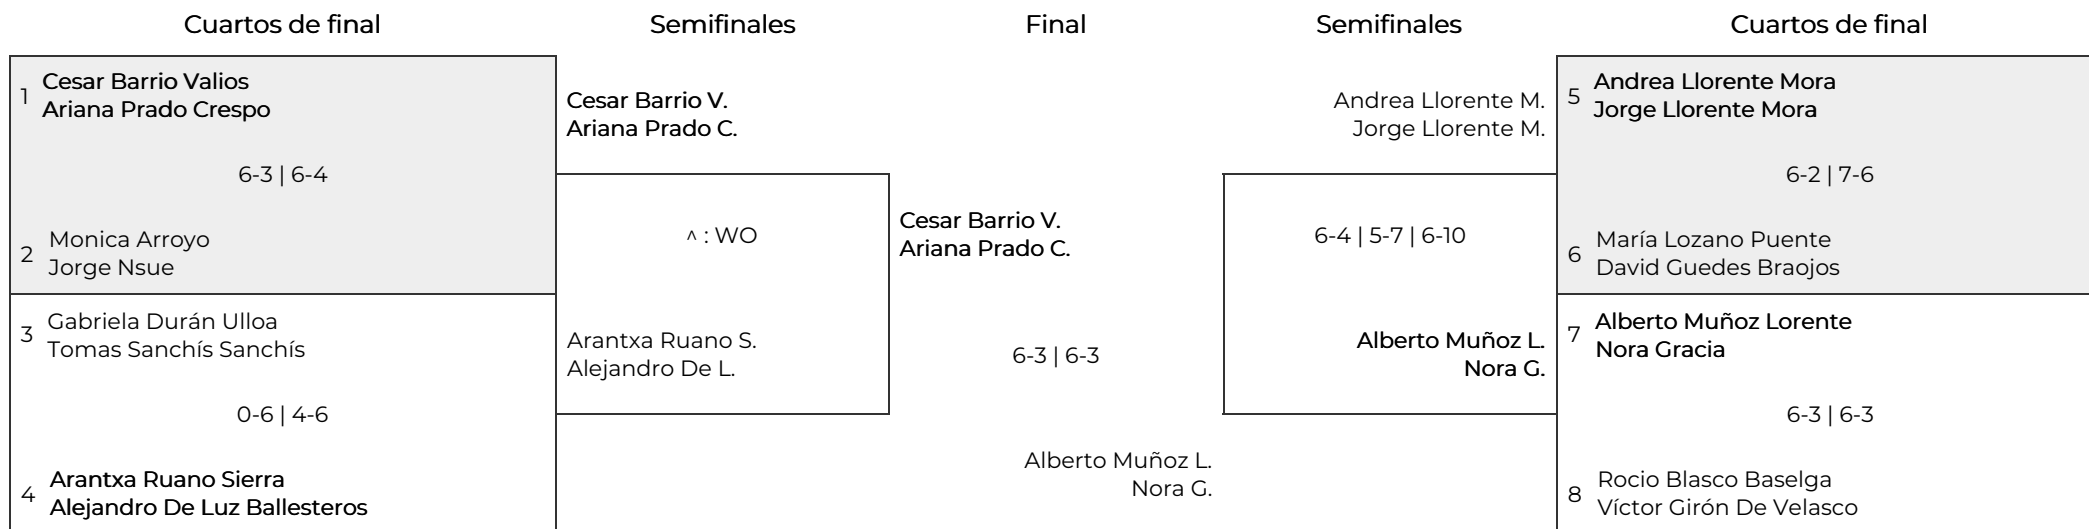 Cuartos de final
Semifinales
Final
Semifinales
Cuartos de final
1
Cesar Barrio Valios
Ariana Prado Crespo
6-3 | 6-4
2
Monica Arroyo
Jorge Nsue
3
Gabriela Durán Ulloa
Tomas Sanchís Sanchís
0-6 | 4-6
4
Arantxa Ruano Sierra
Alejandro De Luz Ballesteros
Cesar Barrio V.
Ariana Prado C.
^ : WO
Arantxa Ruano S.
Alejandro De L.
Cesar Barrio V.
Ariana Prado C.
6-3 | 6-3
Alberto Muñoz L.
Nora G.
Andrea Llorente M.
Jorge Llorente M.
6-4 | 5-7 | 6-10
Alberto Muñoz L.
Nora G.
5
Andrea Llorente Mora
Jorge Llorente Mora
6-2 | 7-6
6
María Lozano Puente
David Guedes Braojos
7
Alberto Muñoz Lorente
Nora Gracia
6-3 | 6-3
8
Rocio Blasco Baselga
Víctor Girón De Velasco